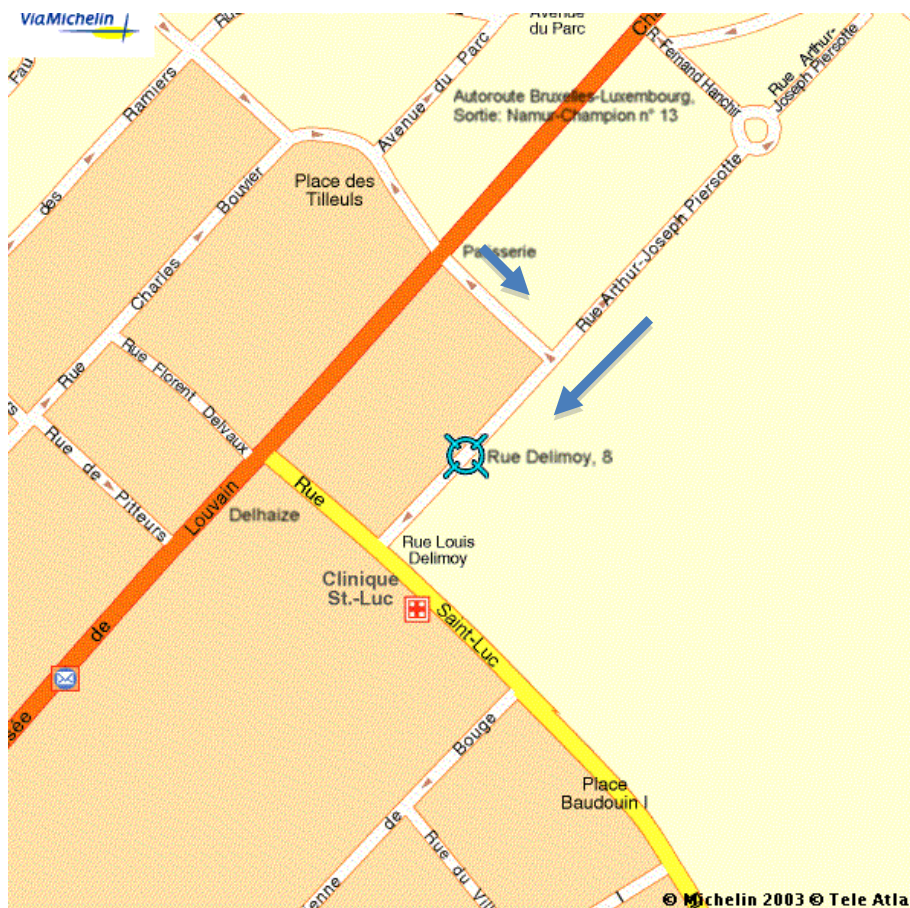 ViaMichelin
Avenue
du Parc
R-Fernand Hanchir
Rue Arthur-
Joseph Piersotte
Avenue du Parc
Autoroute Bruxelles-Luxembourg,
Sortie: Namur-Champion n° 13
des Ramiers
Place des
Tilleuls
Rue Charles Bouvier
Patisserie
Rue Arthur-Joseph Piersotte
Rue Florent Delvaux
Rue de Pitteurs
Rue Delimoy, 8
Louvain
Delhaize
Rue Saint-Luc
Rue Louis
Delimoy
Clinique
St.-Luc
de
sée
de Bouge
Place
Baudouin I
enne
Rue du Vi
© Michelin 2003 © Tele Atla